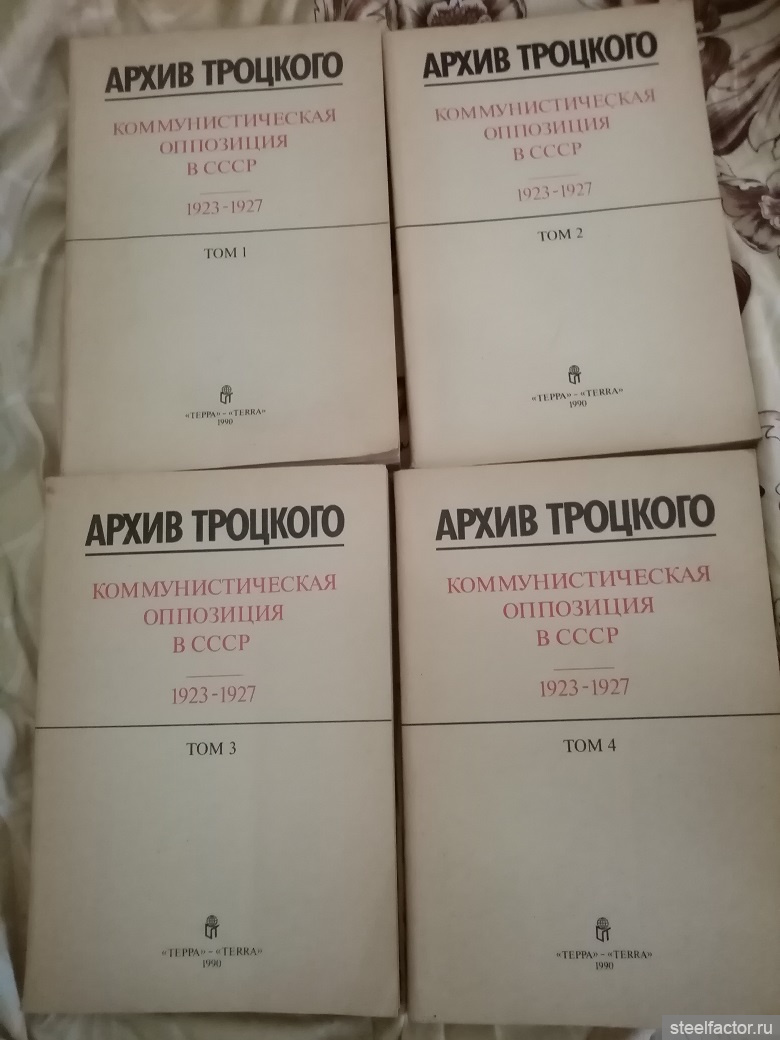 АРХИВ ТРОЦКОГО
КОММУНИСТИЧЕСКАЯ
ОППОЗИЦИЯ
В СССР
1923-1927
ТОМ 1
«ТЕРРА» – «TERRA»
1990
АРХИВ ТРОЦКОГО
КОММУНИСТИЧЕСКАЯ
ОППОЗИЦИЯ
В СССР
1923-1927
ТОМ 2
«ТЕРРА» – «TERRA»
1990
АРХИВ ТРОЦКОГО
КОММУНИСТИЧЕСКАЯ
ОППОЗИЦИЯ
В СССР
1923-1927
ТОМ 3
«ТЕРРА» – «TERRA»
1990
АРХИВ ТРОЦКОГО
КОММУНИСТИЧЕСКАЯ
ОППОЗИЦИЯ
В СССР
1923-1927
ТОМ 4
«ТЕРРА» – «TERRA»
1990
steelfactor.ru